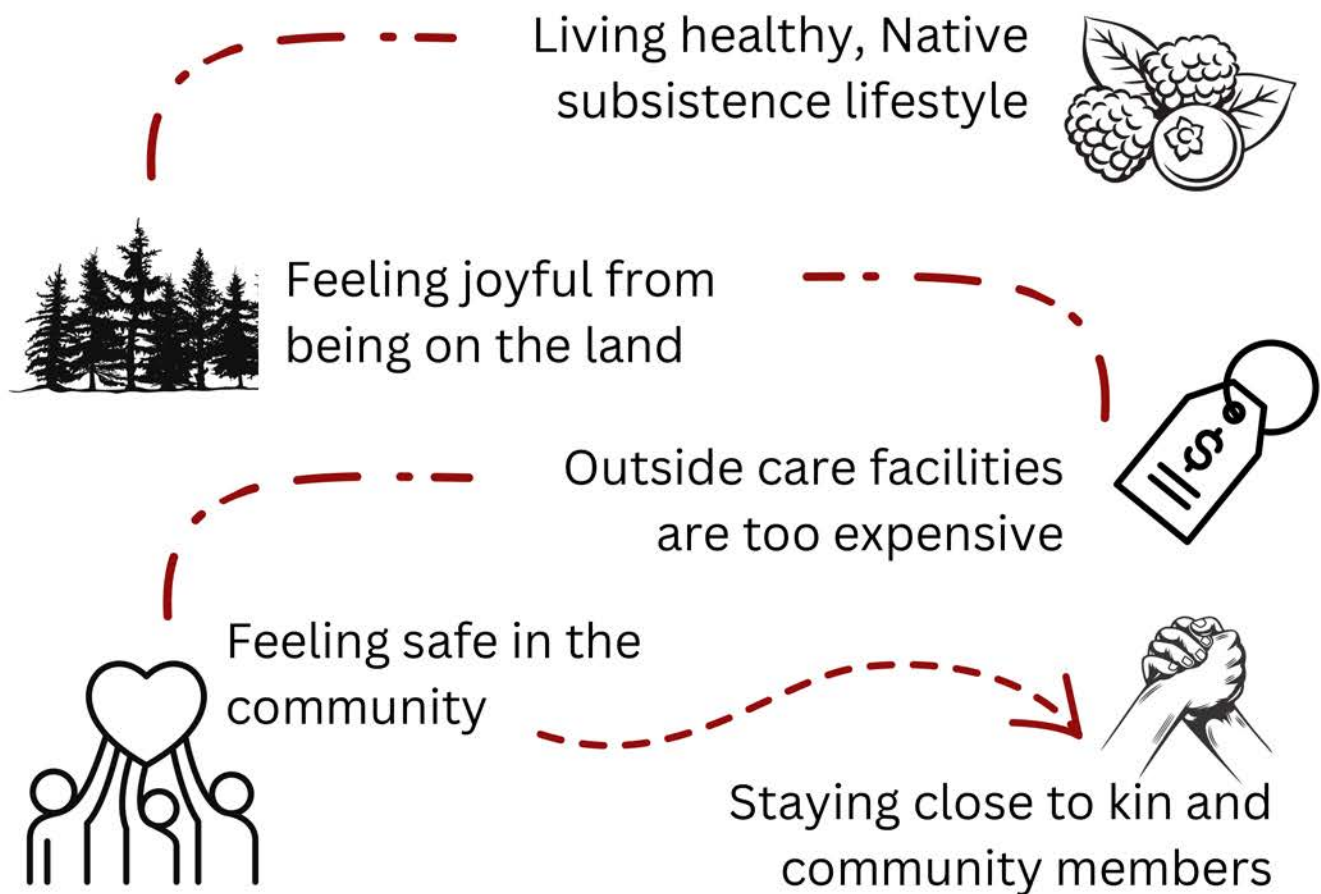 Living healthy, Native
subsistence lifestyle
Feeling joyful from
being on the land
$
Outside care facilities
are too expensive
Feeling safe in the
community
Staying close to kin and
community members